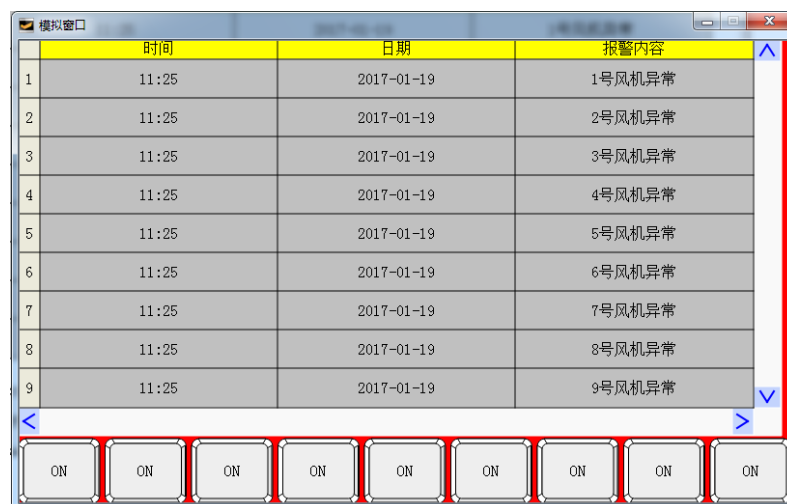 模拟窗口
时间 日期 报警内容
1 11:25 2017-01-19 1号风机异常
2 11:25 2017-01-19 2号风机异常
3 11:25 2017-01-19 3号风机异常
4 11:25 2017-01-19 4号风机异常
5 11:25 2017-01-19 5号风机异常
6 11:25 2017-01-19 6号风机异常
7 11:25 2017-01-19 7号风机异常
8 11:25 2017-01-19 8号风机异常
9 11:25 2017-01-19 9号风机异常
ON ON ON ON ON ON ON ON ON